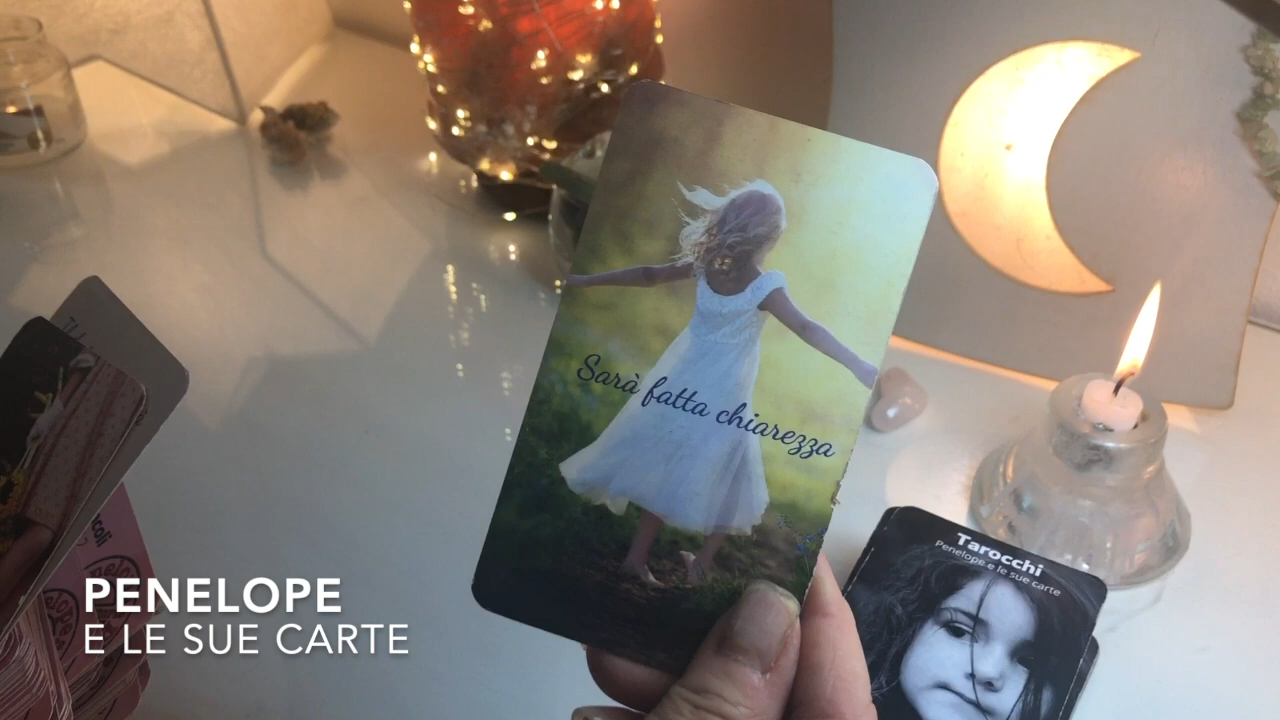 Sarà fatta chiarezza
Tarocchi
Penelope e le sue carte
PENELOPE
E LE SUE CARTE